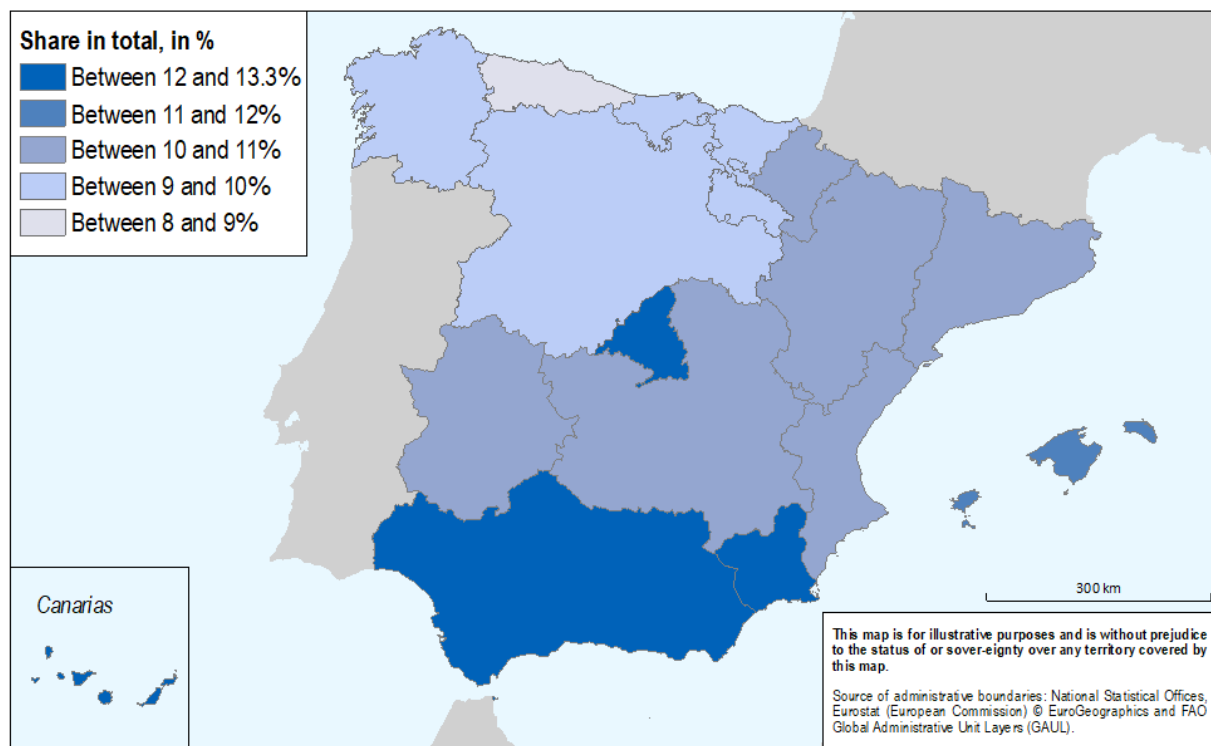 Share in total, in %
Between 12 and 13.3%
Between 11 and 12%
Between 10 and 11%
Between 9 and 10%
Between 8 and 9%
Canarias
300 km
This map is for illustrative purposes and is without prejudice
to the status of or sover-eignty over any territory covered by
this map.
Source of administrative boundaries: National Statistical Offices,
Eurostat (European Commission) © EuroGeographics and FAO
Global Administrative Unit Layers (GAUL).